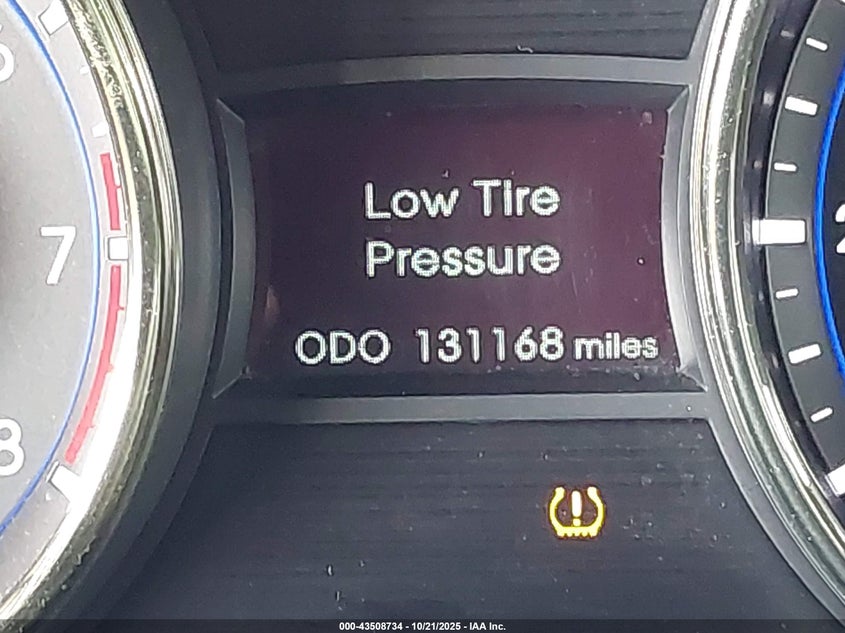 7
8
Low Tire
Pressure
ODO 131168 miles
000-43508734 - 10/21/2025 - IAA Inc.